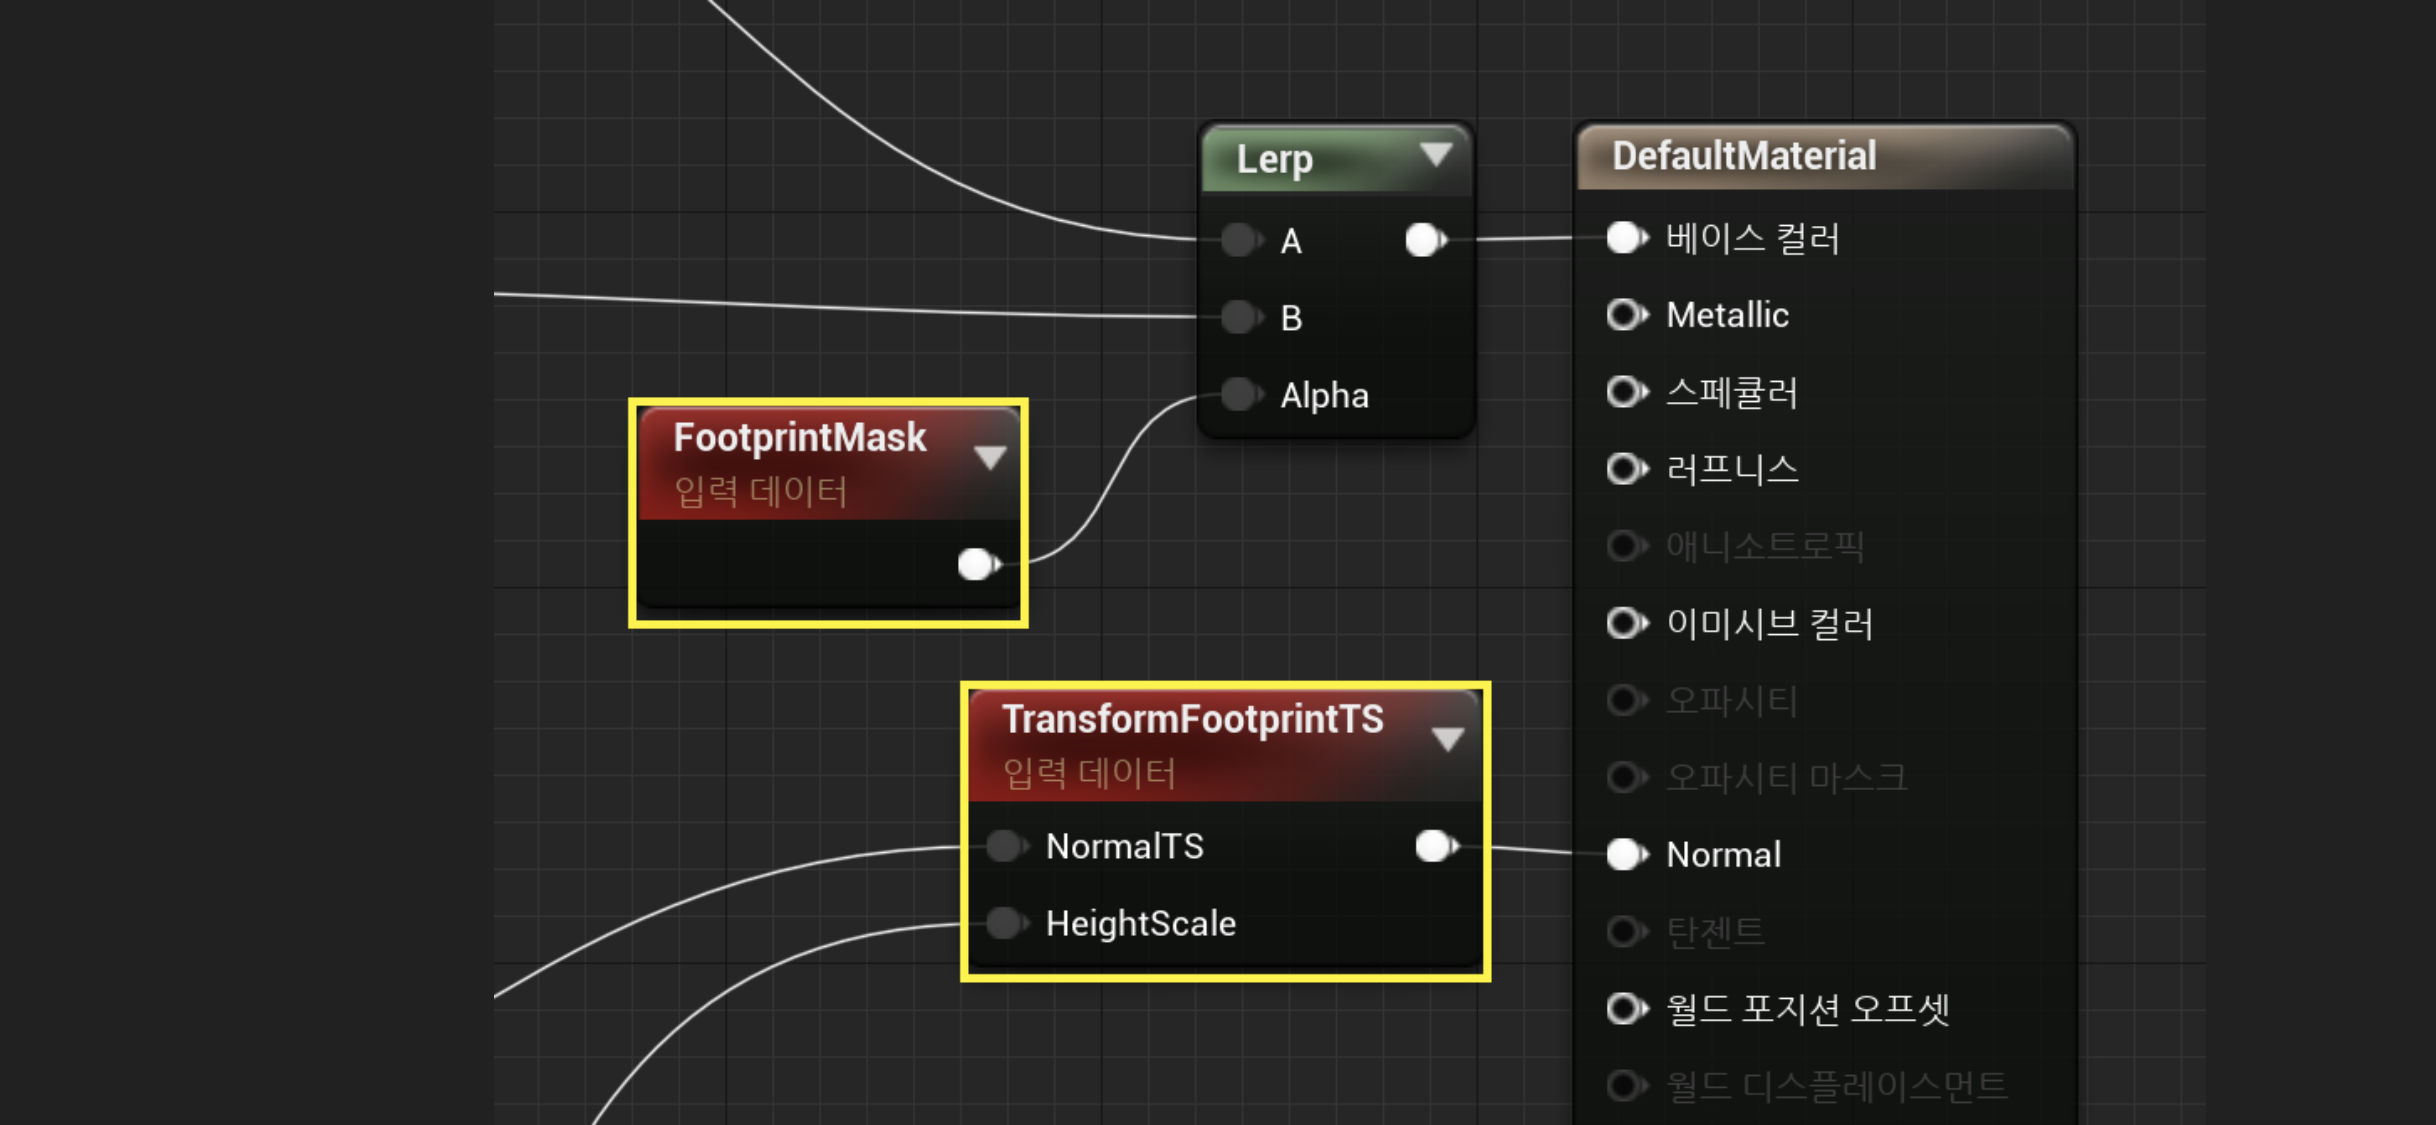 Lerp
A
B
Alpha
FootprintMask
입력 데이터
TransformFootprintTS
입력 데이터
NormalTS
HeightScale
DefaultMaterial
베이스 컬러
Metallic
스페큘러
러프니스
애니소트로픽
이미시브 컬러
오파시티
오파시티 마스크
Normal
탄젠트
월드 포지션 오프셋
월드 디스플레이스먼트